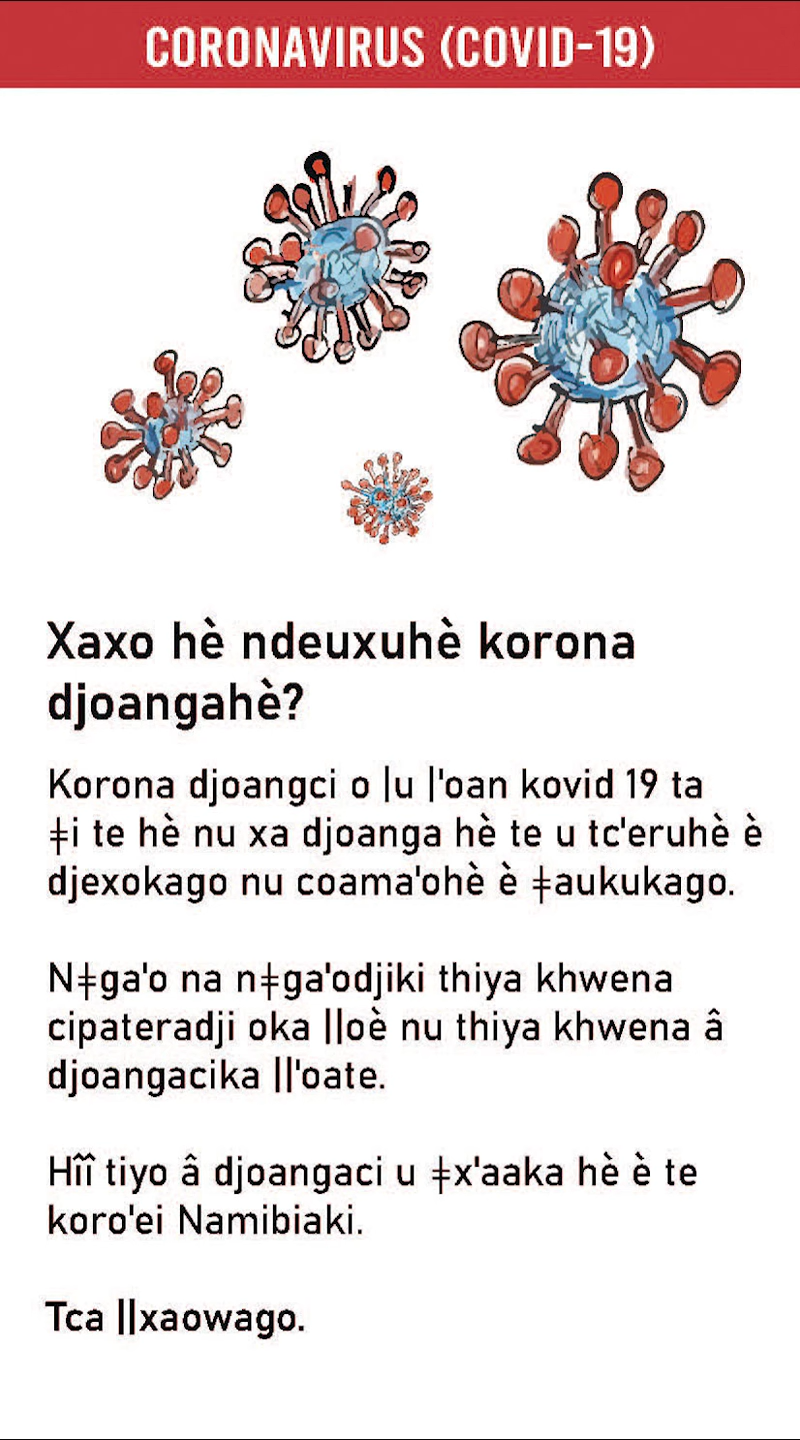 CORONAVIRUS (COVID-19)
Xaxo hè ndeuxuhè korona
djoangahè?
Korona djoangci o |u |'oan kovid 19 ta
ǂi te hè nu xa djoanga hè te u tc'eruhè è
djexokago nu coama'ohè è ǂaukukago.
Nǂga'o na nǂga'odjiki thiya khwena
cipateradji oka ||oè nu thiya khwena â
djoangacika ||'oate.
Hîî tiyo â djoangaci u ǂx'aaka hè è te
koro'ei Namibiaki.
Tca ||xaowago.